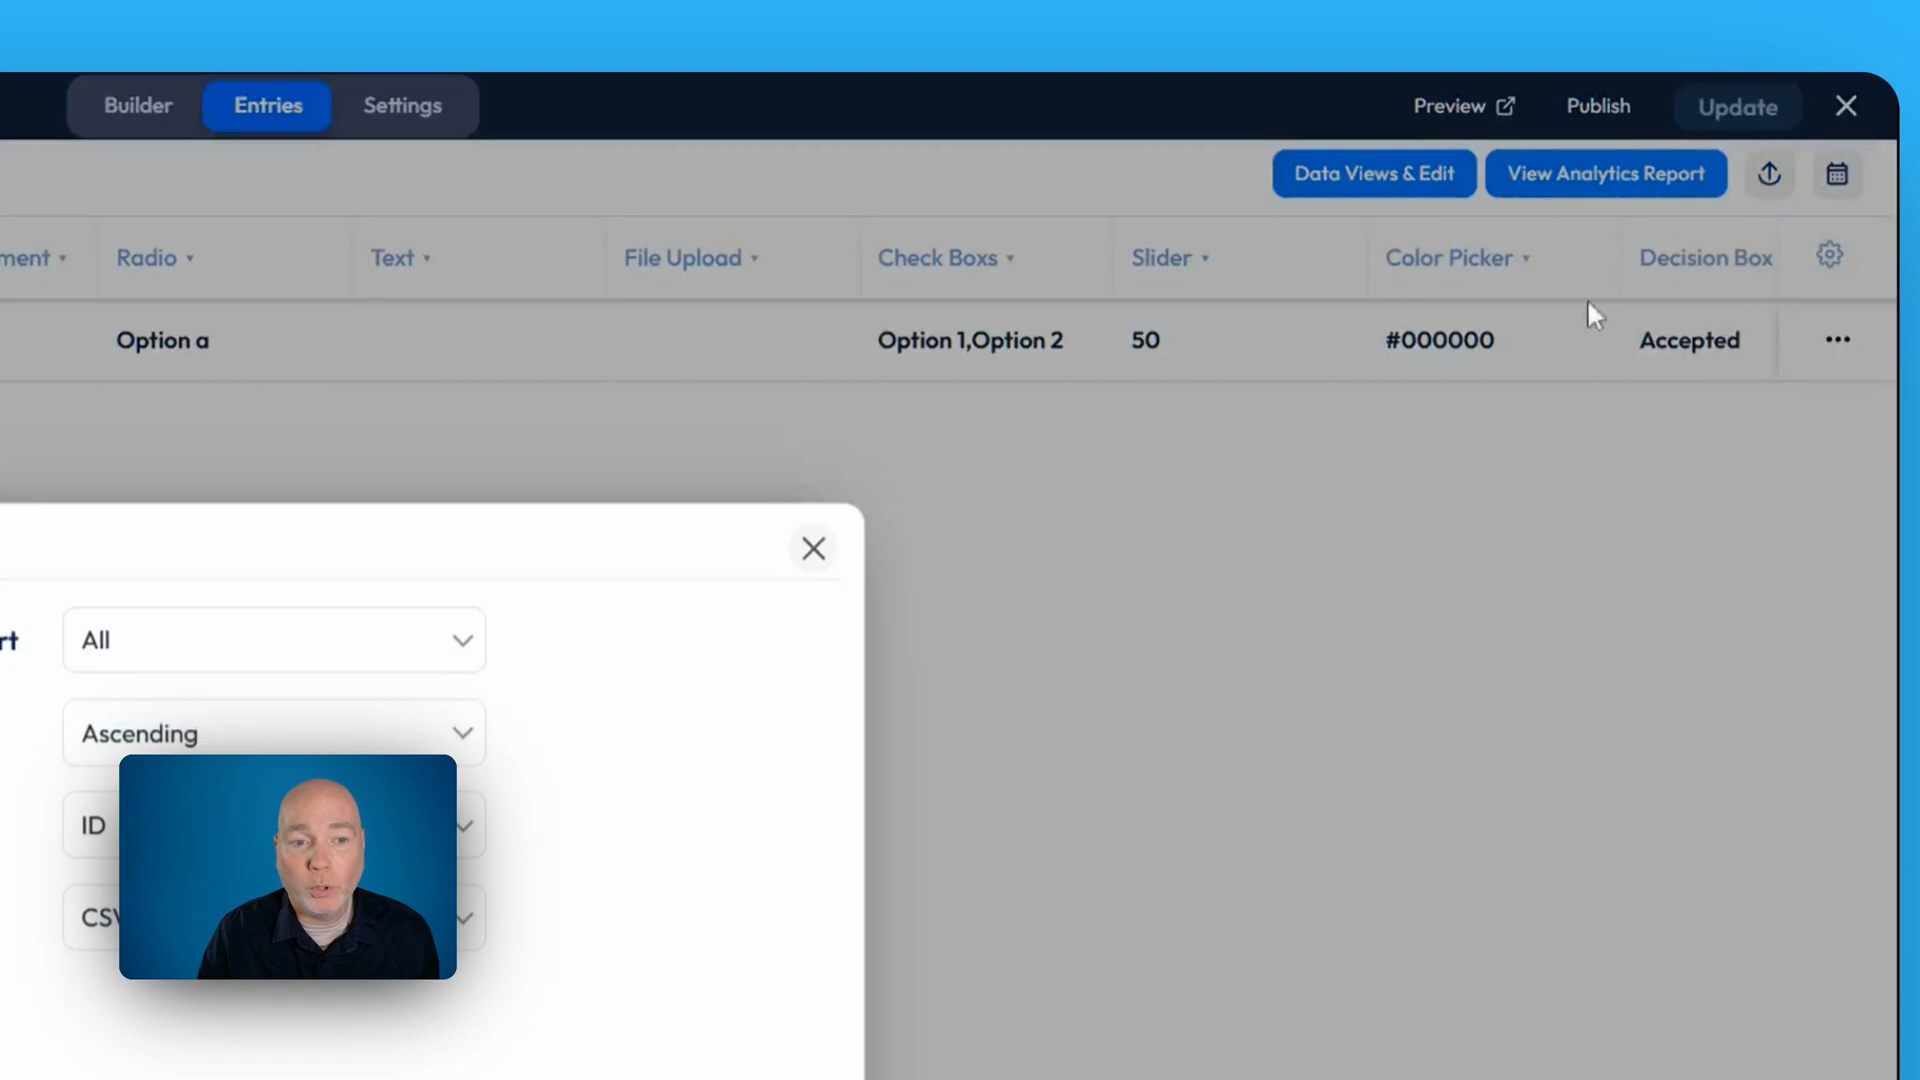 Builder Entries Settings Preview Publish Update
Data Views & Edit View Analytics Report
ment Radio Text File Upload Check Boxs Slider Color Picker Decision Box
Option a Option 1,Option 2 50 #000000 Accepted
rt All
Ascending
ID
CSV